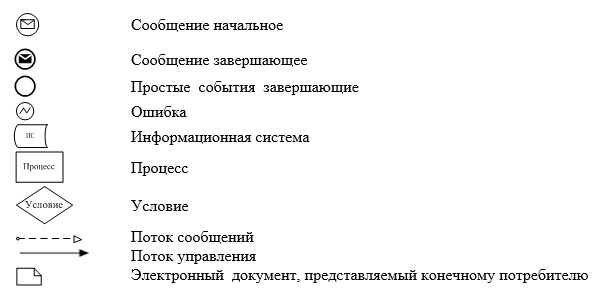 Сообщение начальное
Сообщение завершающее
Простые события завершающие
Ошибка
ИС Информационная система
Процесс Процесс
Условие Условие
Поток сообщений
Поток управления
Электронный документ, представляемый конечному потребителю